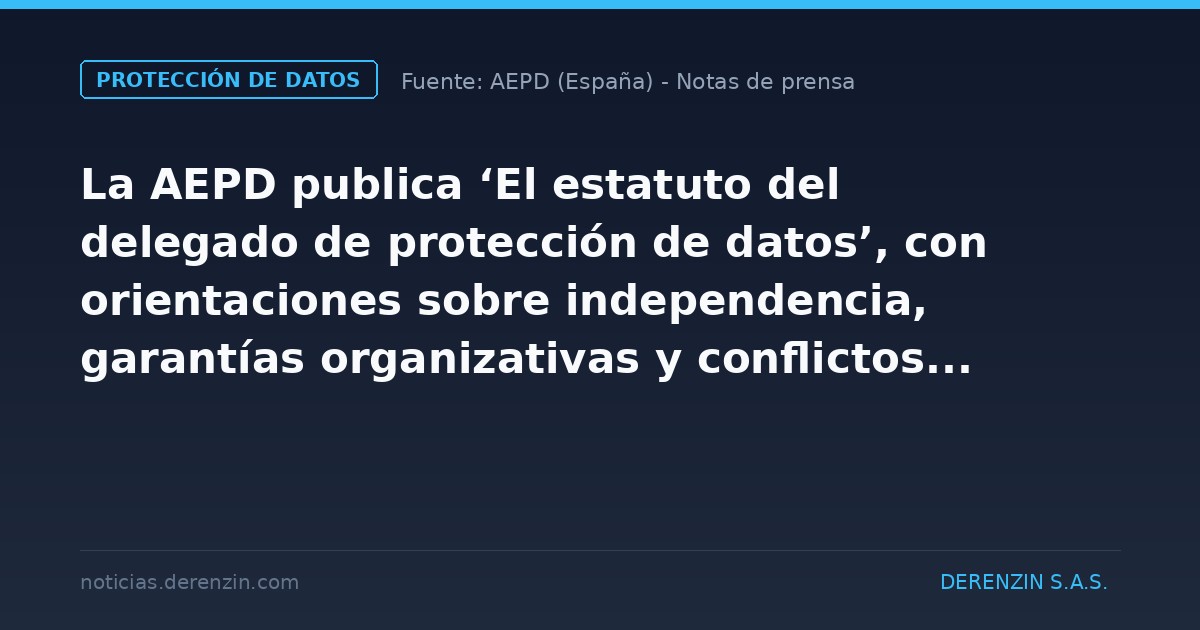 PROTECCIÓN DE DATOS
Fuente: AEPD (España) - Notas de prensa
La AEPD publica ‘El estatuto del
delegado de protección de datos’, con
orientaciones sobre independencia,
garantías organizativas y conflictos...
noticias.derenzin.com
DERENZIN S.A.S.